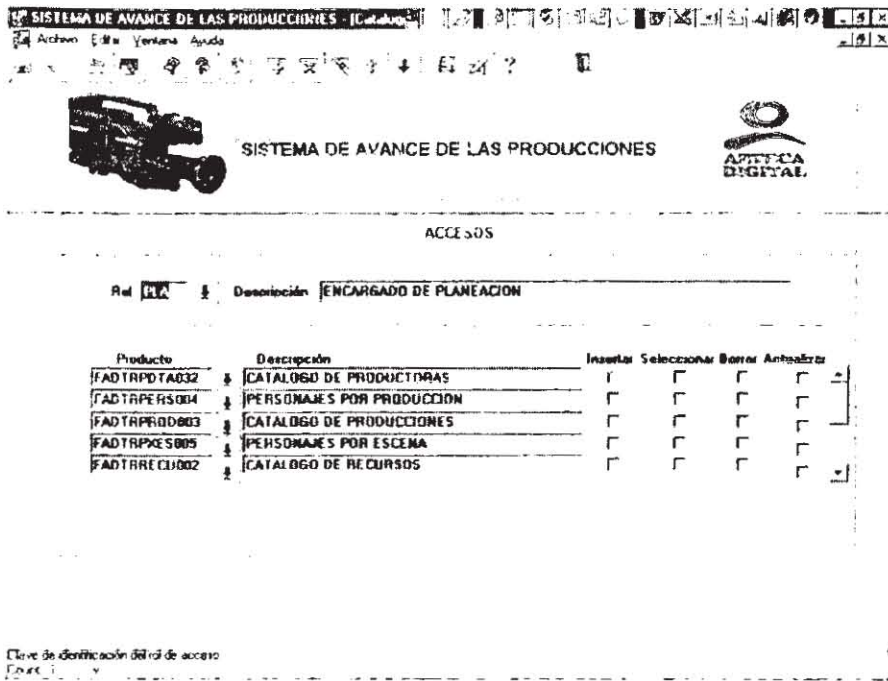 SISTEMA DE AVANCE DE LAS PRODUCCIONES - [Catalog
Archivo Editar Ventana Ayuda
SISTEMA DE AVANCE DE LAS PRODUCCIONES
AZTECA
DIGITAL
ACCESOS
Rol PLA Descripción ENCARGADO DE PLANEACION
Producto Descripción Insertar Seleccionar Borrar Actualizar
FADTRPDTA032 CATALOGO DE PRODUCTORAS
FADTRPERS004 PERSONAJES POR PRODUCCION
FADTRPROD003 CATALOGO DE PRODUCCIONES
FADTRPXES005 PERSONAJES POR ESCENA
FADTRRECU002 CATALOGO DE RECURSOS
Clave de identificación del rol de acceso
Count: